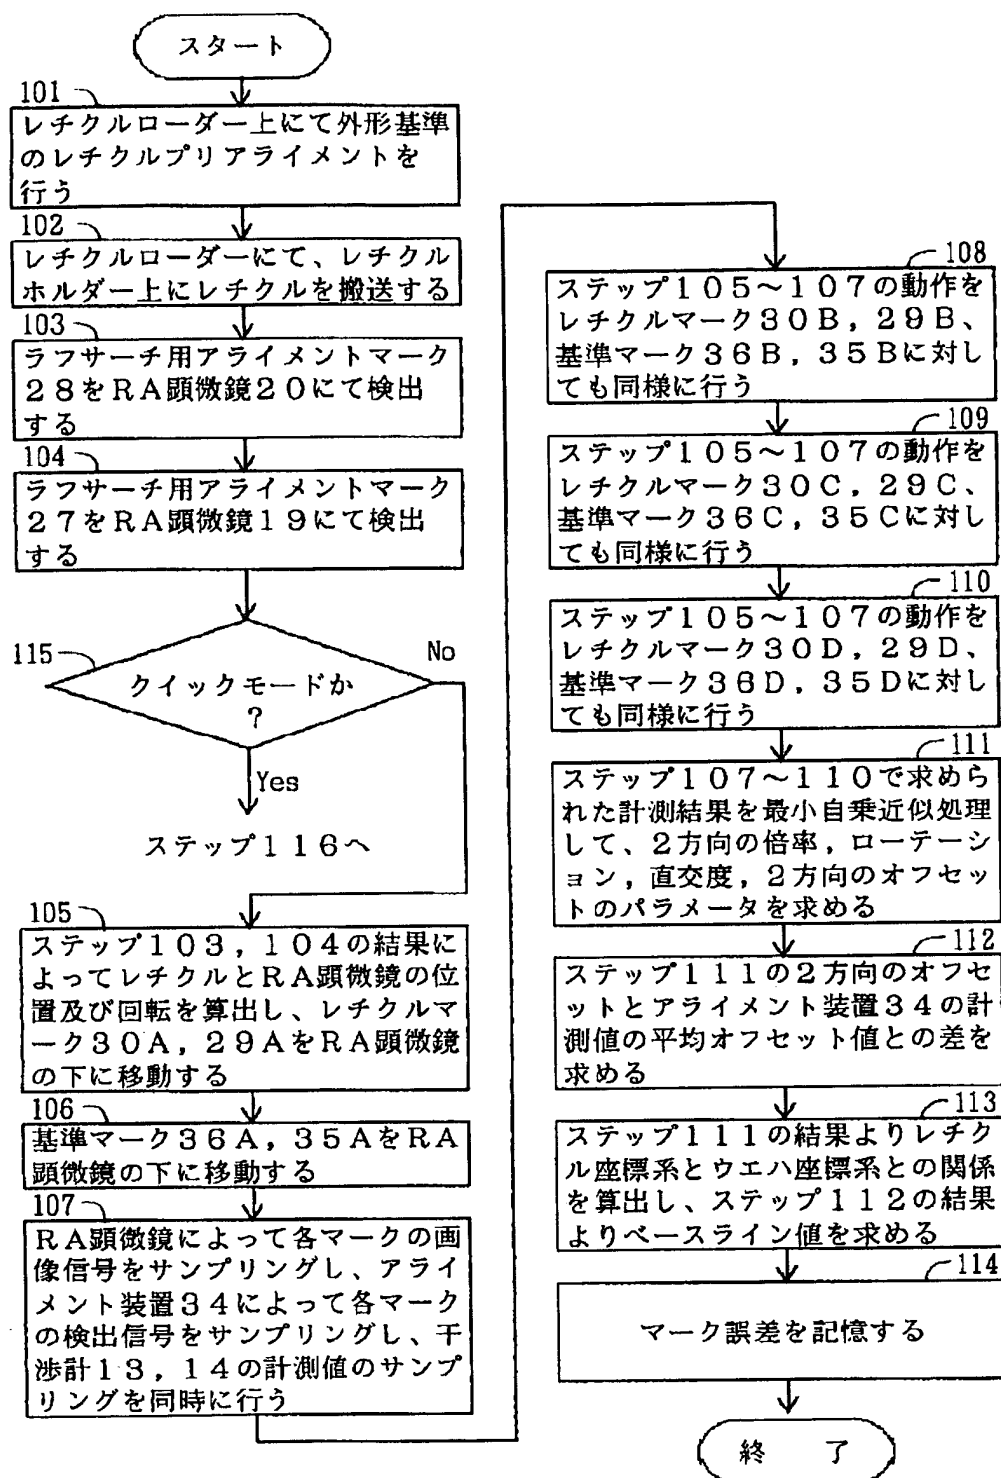 スタート
101
レチクルローダー上にて外形基準
のレチクルプリアライメントを
行う
102
レチクルローダーにて、レチクル
ホルダー上にレチクルを搬送する
103
ラフサーチ用アライメントマーク
28をRA顕微鏡20にて検出
する
104
ラフサーチ用アライメントマーク
27をRA顕微鏡19にて検出
する
115
クイックモードか
?
No
Yes
ステップ116へ
105
ステップ103,104の結果に
よってレチクルとRA顕微鏡の位
置及び回転を算出し、レチクルマ
ーク30A,29AをRA顕微鏡
の下に移動する
106
基準マーク36A,35AをRA
顕微鏡の下に移動する
107
RA顕微鏡によって各マークの画
像信号をサンプリングし、アライ
メント装置34によって各マーク
の検出信号をサンプリングし、干
渉計13,14の計測値のサンプ
リングを同時に行う
108
ステップ105~107の動作を
レチクルマーク30B,29B、
基準マーク36B,35Bに対し
ても同様に行う
109
ステップ105~107の動作を
レチクルマーク30C,29C、
基準マーク36C,35Cに対し
ても同様に行う
110
ステップ105~107の動作を
レチクルマーク30D,29D、
基準マーク36D,35Dに対し
ても同様に行う
111
ステップ107~110で求めら
れた計測結果を最小自乗近似処理
して、2方向の倍率,ローテーシ
ョン,直交度,2方向のオフセッ
トのパラメータを求める
112
ステップ111の2方向のオフセ
ットとアライメント装置34の計
測値の平均オフセット値との差を
求める
113
ステップ111の結果よりレチク
ル座標系とウエハ座標系との関係
を算出し、ステップ112の結果
よりベースライン値を求める
114
マーク誤差を記憶する
終 了